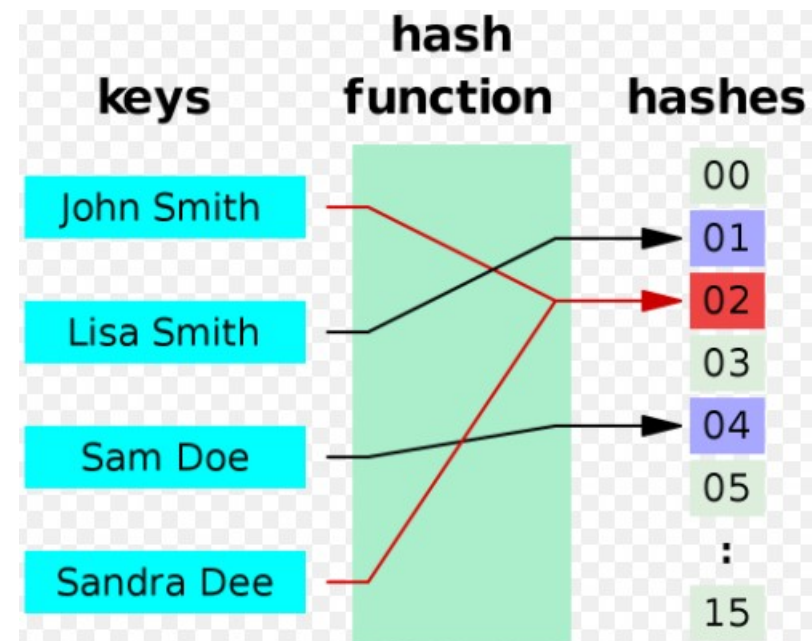 keys
hash
function
hashes
John Smith
Lisa Smith
Sam Doe
Sandra Dee
00
01
02
03
04
05
:
15